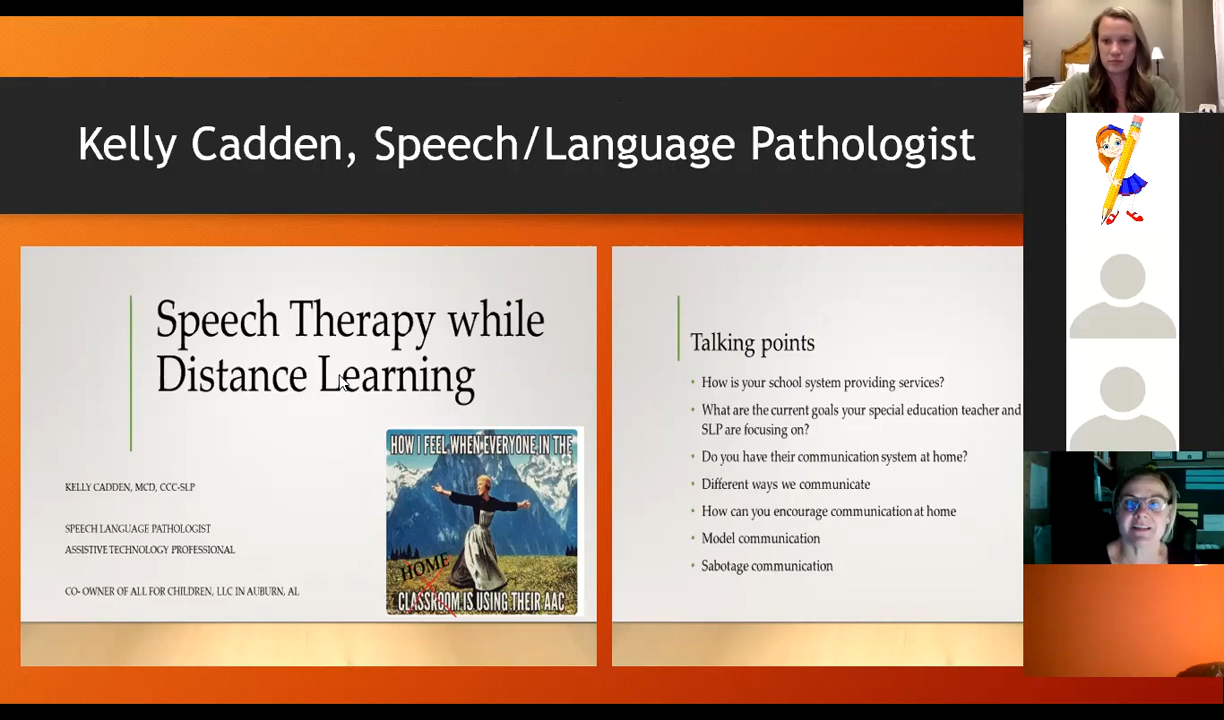 Kelly Cadden, Speech/Language Pathologist
Speech Therapy while
Distance Learning
KELLY CADDEN, MCD, CCC-SLP
SPEECH LANGUAGE PATHOLOGIST
ASSISTIVE TECHNOLOGY PROFESSIONAL
CO- OWNER OF ALL FOR CHILDREN, LLC IN AUBURN, AL
HOW I FEEL WHEN EVERYONE IN THE
HOME
CLASSROOM IS USING THEIR AAC
Talking points
• How is your school system providing services?
• What are the current goals your special education teacher and
SLP are focusing on?
• Do you have their communication system at home?
• Different ways we communicate
• How can you encourage communication at home
• Model communication
• Sabotage communication